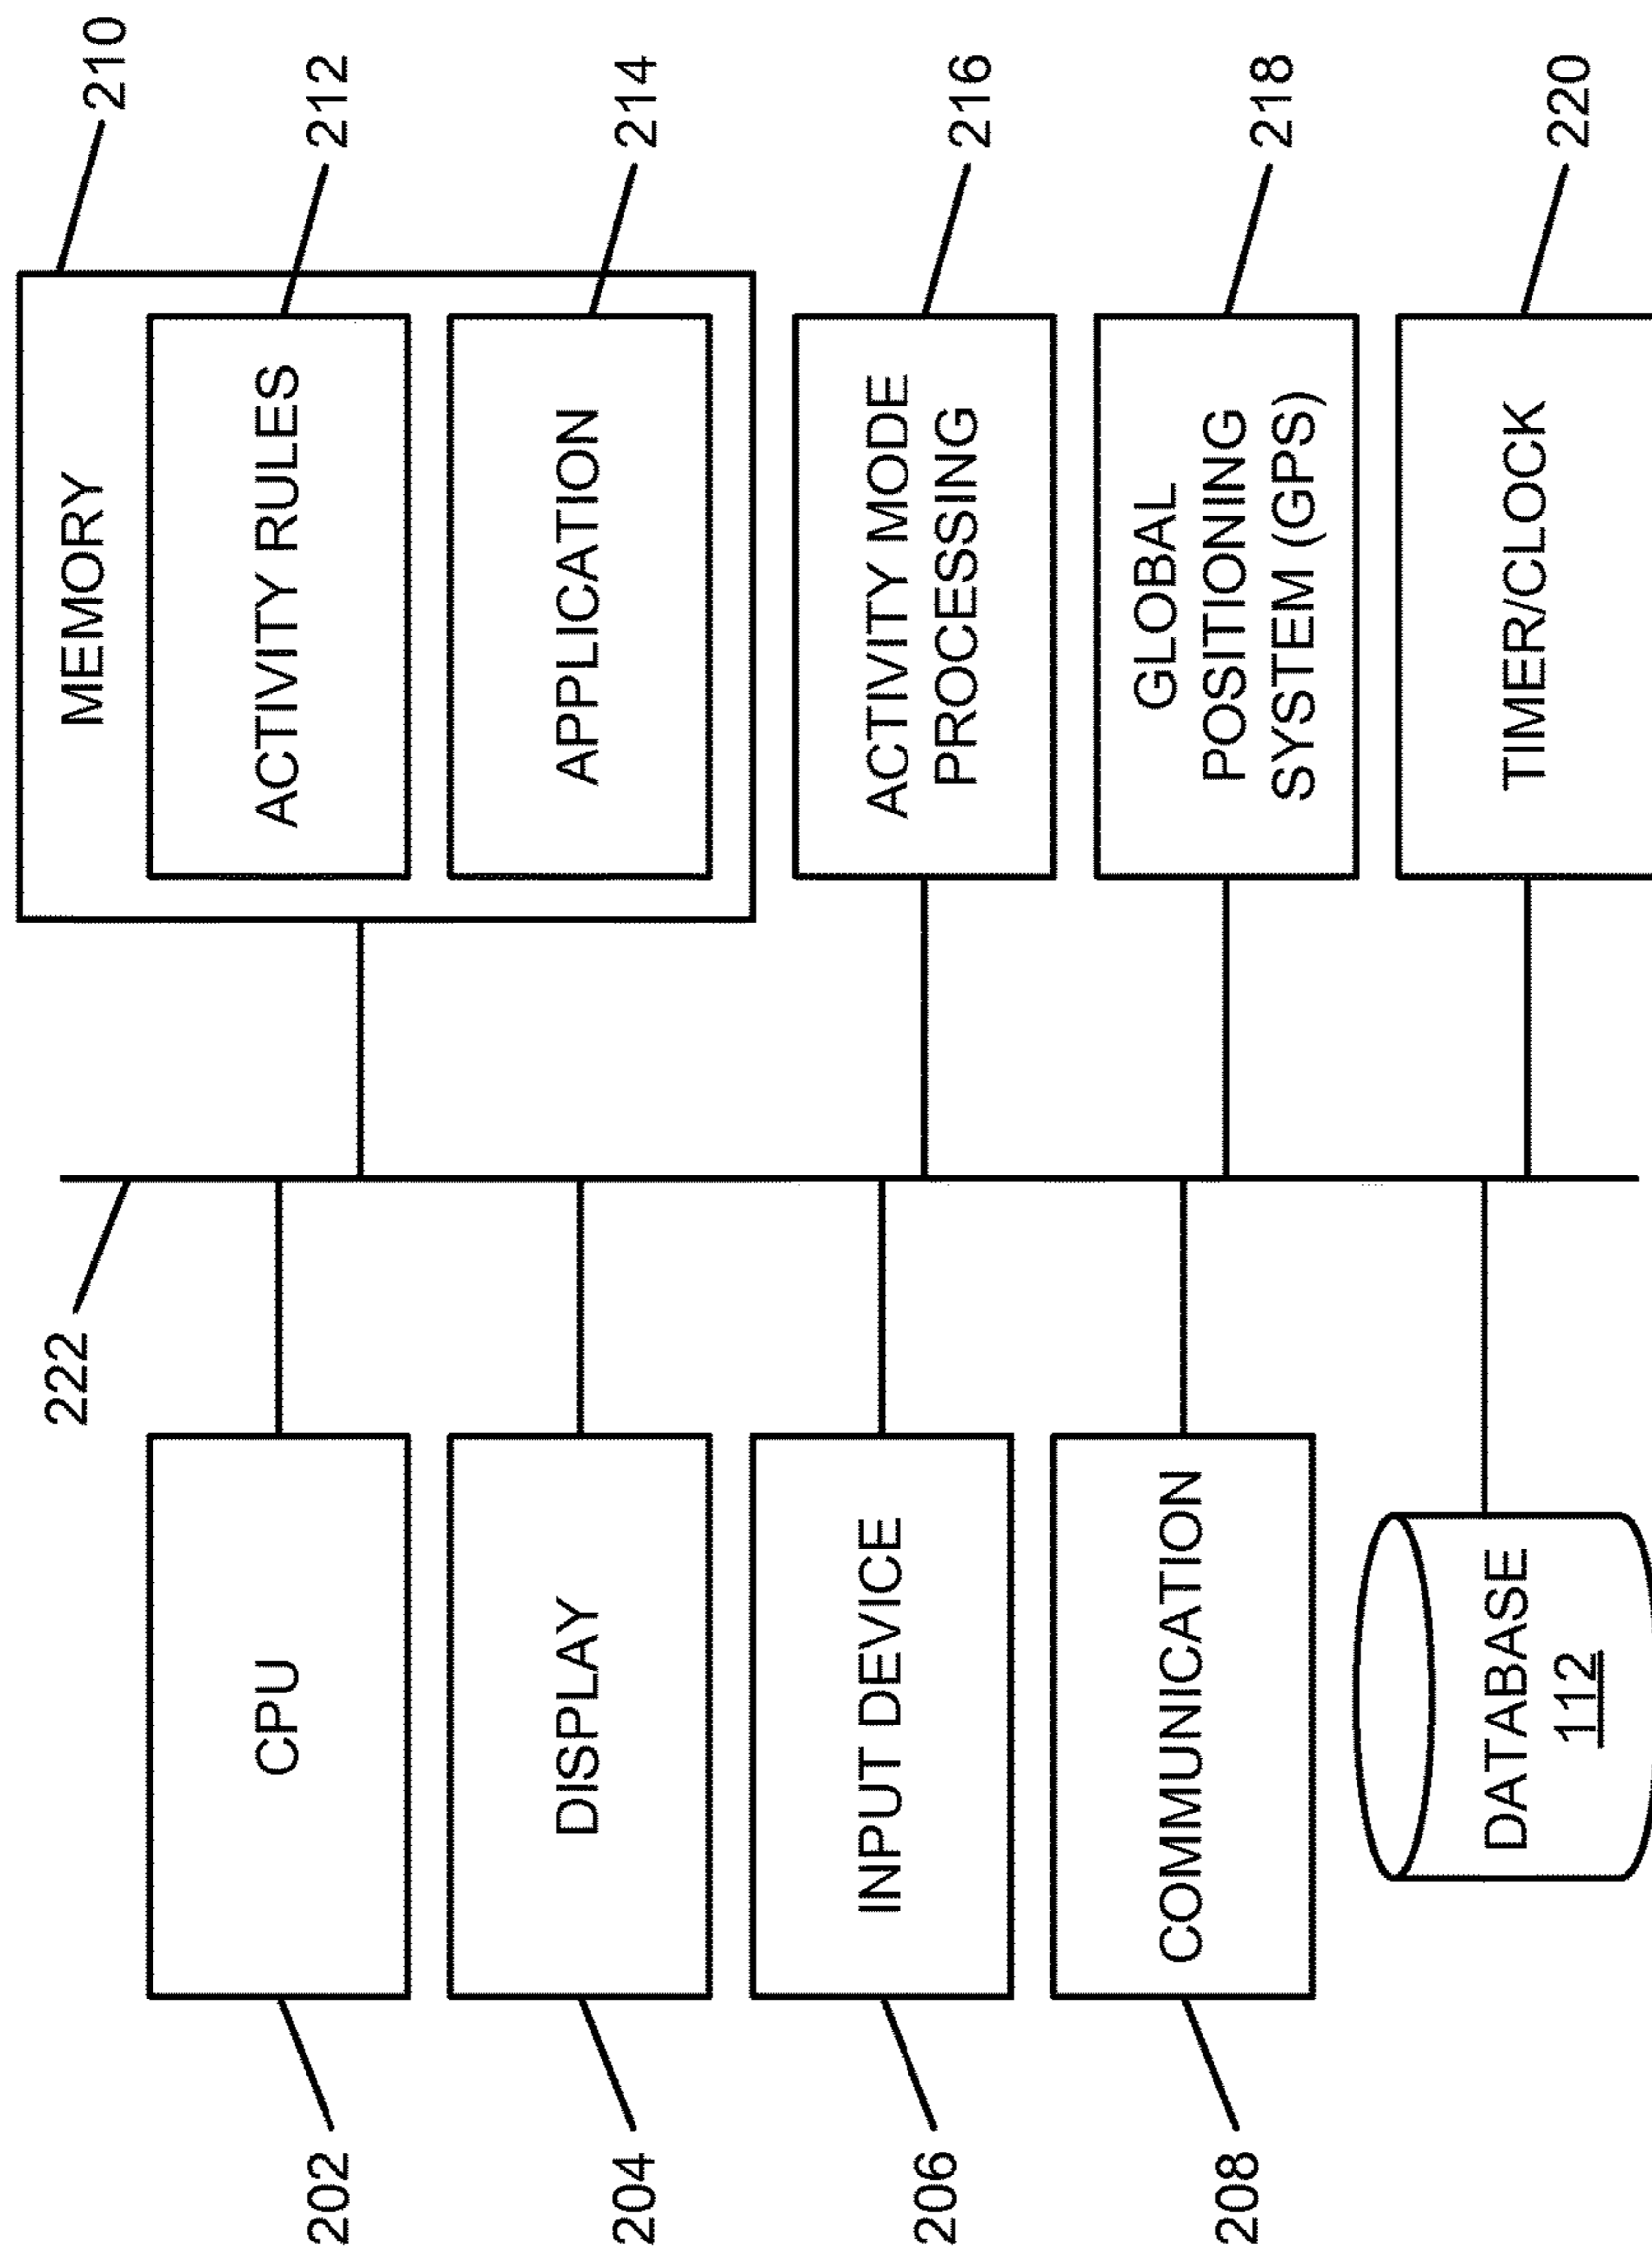 222
202
CPU
204
DISPLAY
206
INPUT DEVICE
208
COMMUNICATION
DATABASE
112
MEMORY
210
ACTIVITY RULES
212
APPLICATION
214
ACTIVITY MODE
PROCESSING
216
GLOBAL
POSITIONING
SYSTEM (GPS)
218
TIMER/CLOCK
220